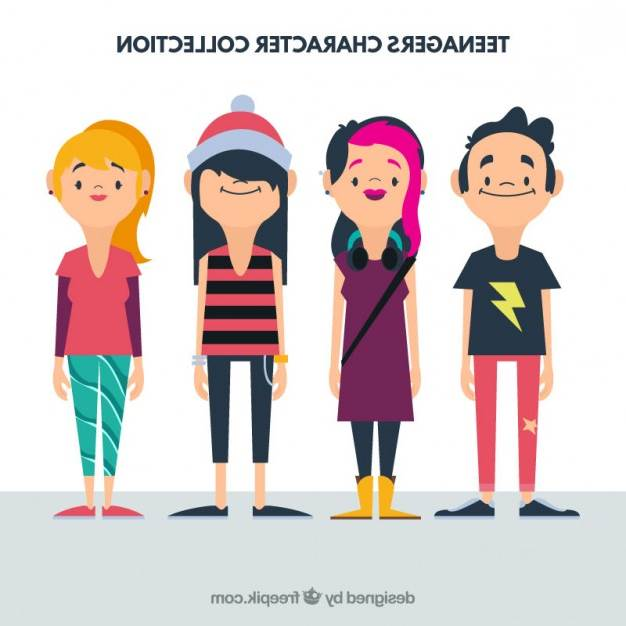 TEENAGERS CHARACTER COLLECTION
designed by freepik.com